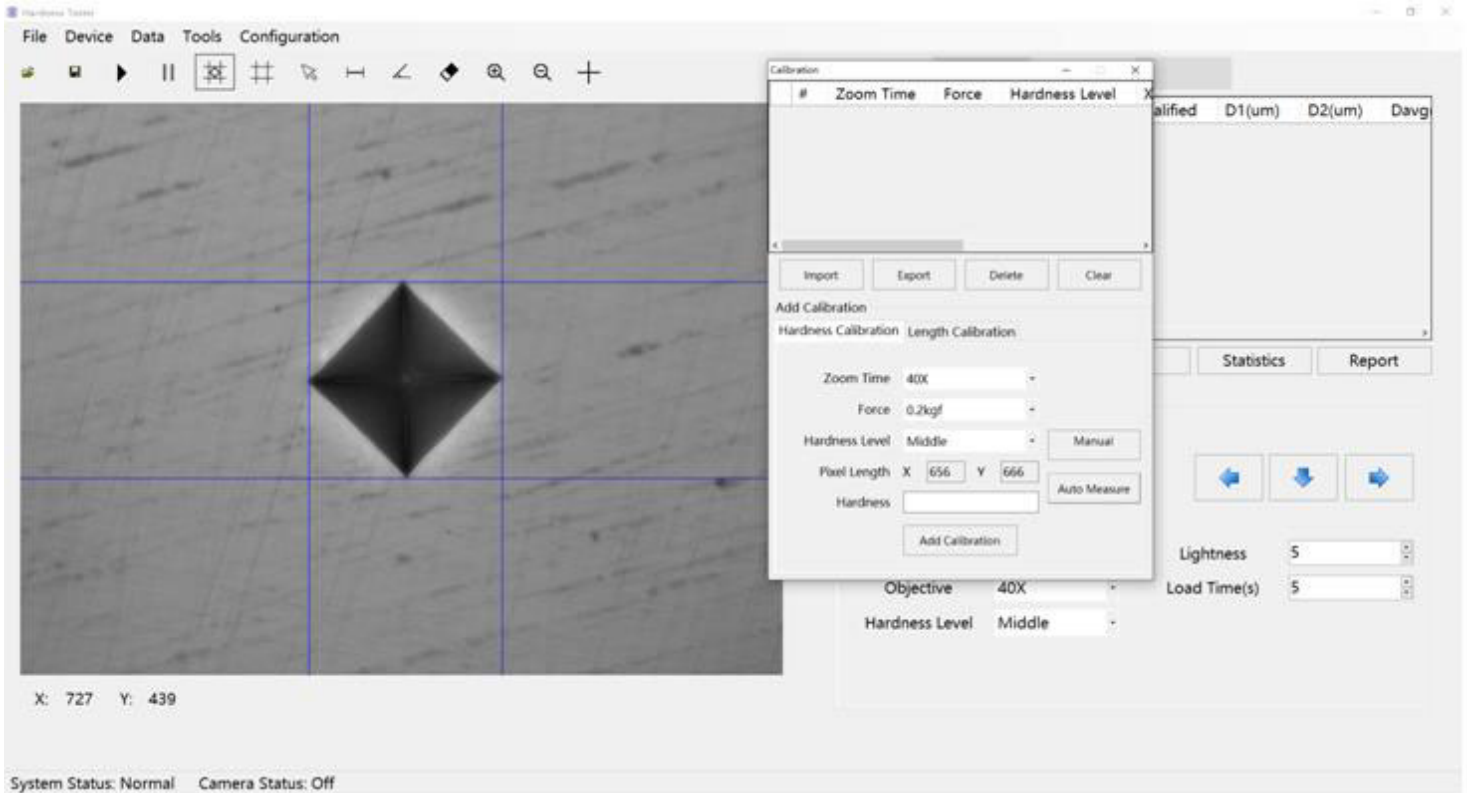 Hardness Tester
File Device Data Tools Configuration
Calibration
# Zoom Time Force Hardness Level X
alified D1(um) D2(um) Davg
Import Export Delete Clear
Add Calibration
Hardness Calibration Length Calibration
Zoom Time 40X
Force 0.2kgf
Hardness Level Middle Manual
Pixel Length X 656 Y 666
Auto Measure
Hardness
Add Calibration
Statistics Report
Lightness 5
Objective 40X Load Time(s) 5
Hardness Level Middle
X: 727 Y: 439
System Status: Normal Camera Status: Off